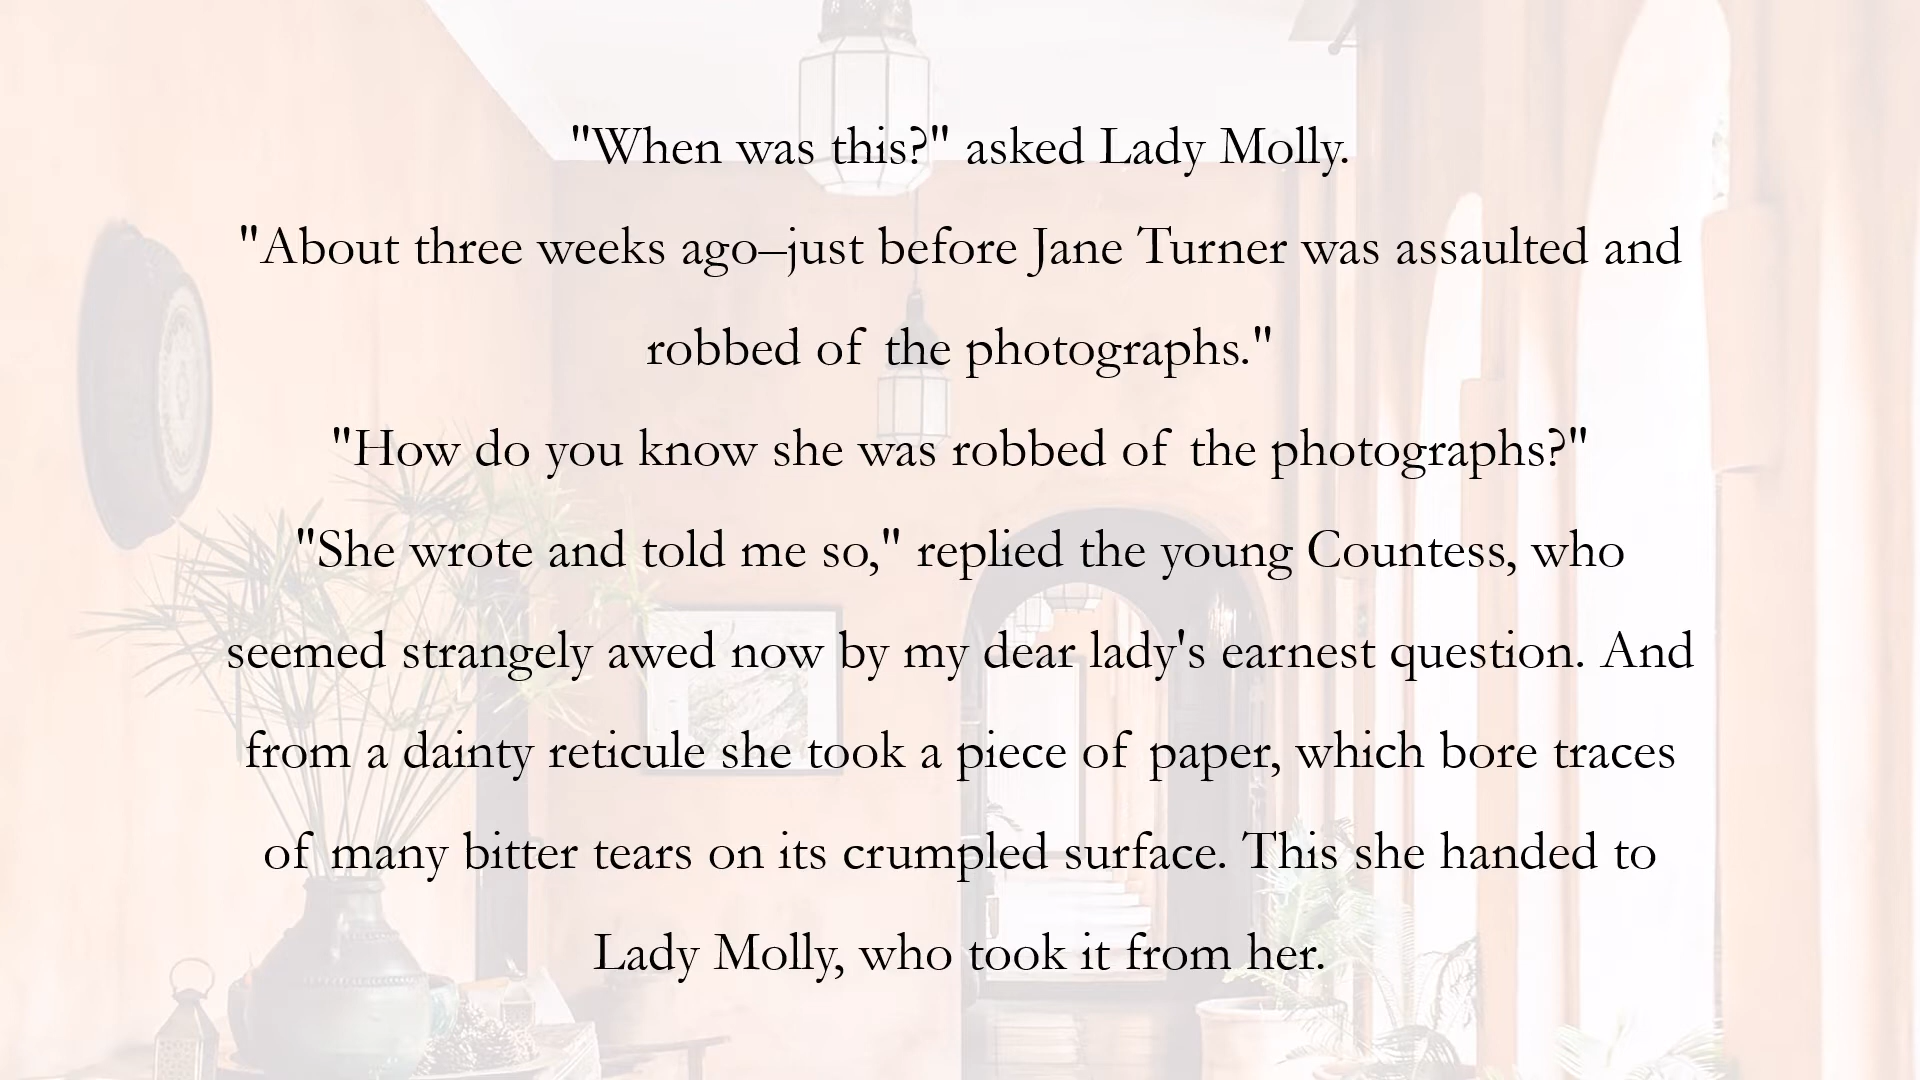 "When was this?" asked Lady Molly.
"About three weeks ago–just before Jane Turner was assaulted and
robbed of the photographs."
"How do you know she was robbed of the photographs?"
"She wrote and told me so," replied the young Countess, who
seemed strangely awed now by my dear lady's earnest question. And
from a dainty reticule she took a piece of paper, which bore traces
of many bitter tears on its crumpled surface. This she handed to
Lady Molly, who took it from her.